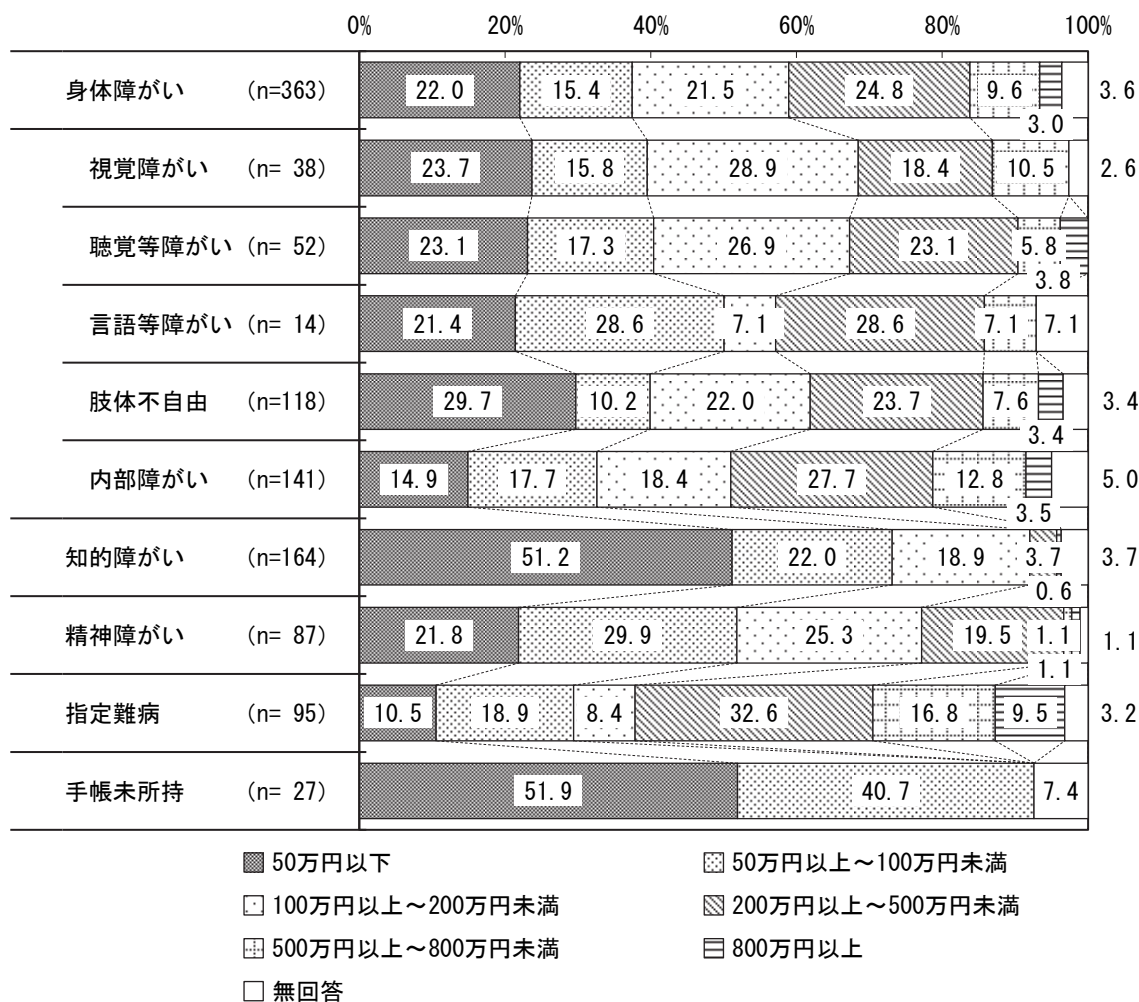 0% 20% 40% 60% 80% 100%
身体障がい (n=363) 22.0 15.4 21.5 24.8 9.6 3.0 3.6
視覚障がい (n= 38) 23.7 15.8 28.9 18.4 10.5 2.6
聴覚等障がい (n= 52) 23.1 17.3 26.9 23.1 5.8 3.8
言語等障がい (n= 14) 21.4 28.6 7.1 28.6 7.1 7.1
肢体不自由 (n=118) 29.7 10.2 22.0 23.7 7.6 3.4 3.4
内部障がい (n=141) 14.9 17.7 18.4 27.7 12.8 3.5 5.0
知的障がい (n=164) 51.2 22.0 18.9 3.7 0.6 3.7
精神障がい (n= 87) 21.8 29.9 25.3 19.5 1.1 1.1 1.1
指定難病 (n= 95) 10.5 18.9 8.4 32.6 16.8 9.5 3.2
手帳未所持 (n= 27) 51.9 40.7 7.4
50万円以下 50万円以上～100万円未満
100万円以上～200万円未満 200万円以上～500万円未満
500万円以上～800万円未満 800万円以上
無回答